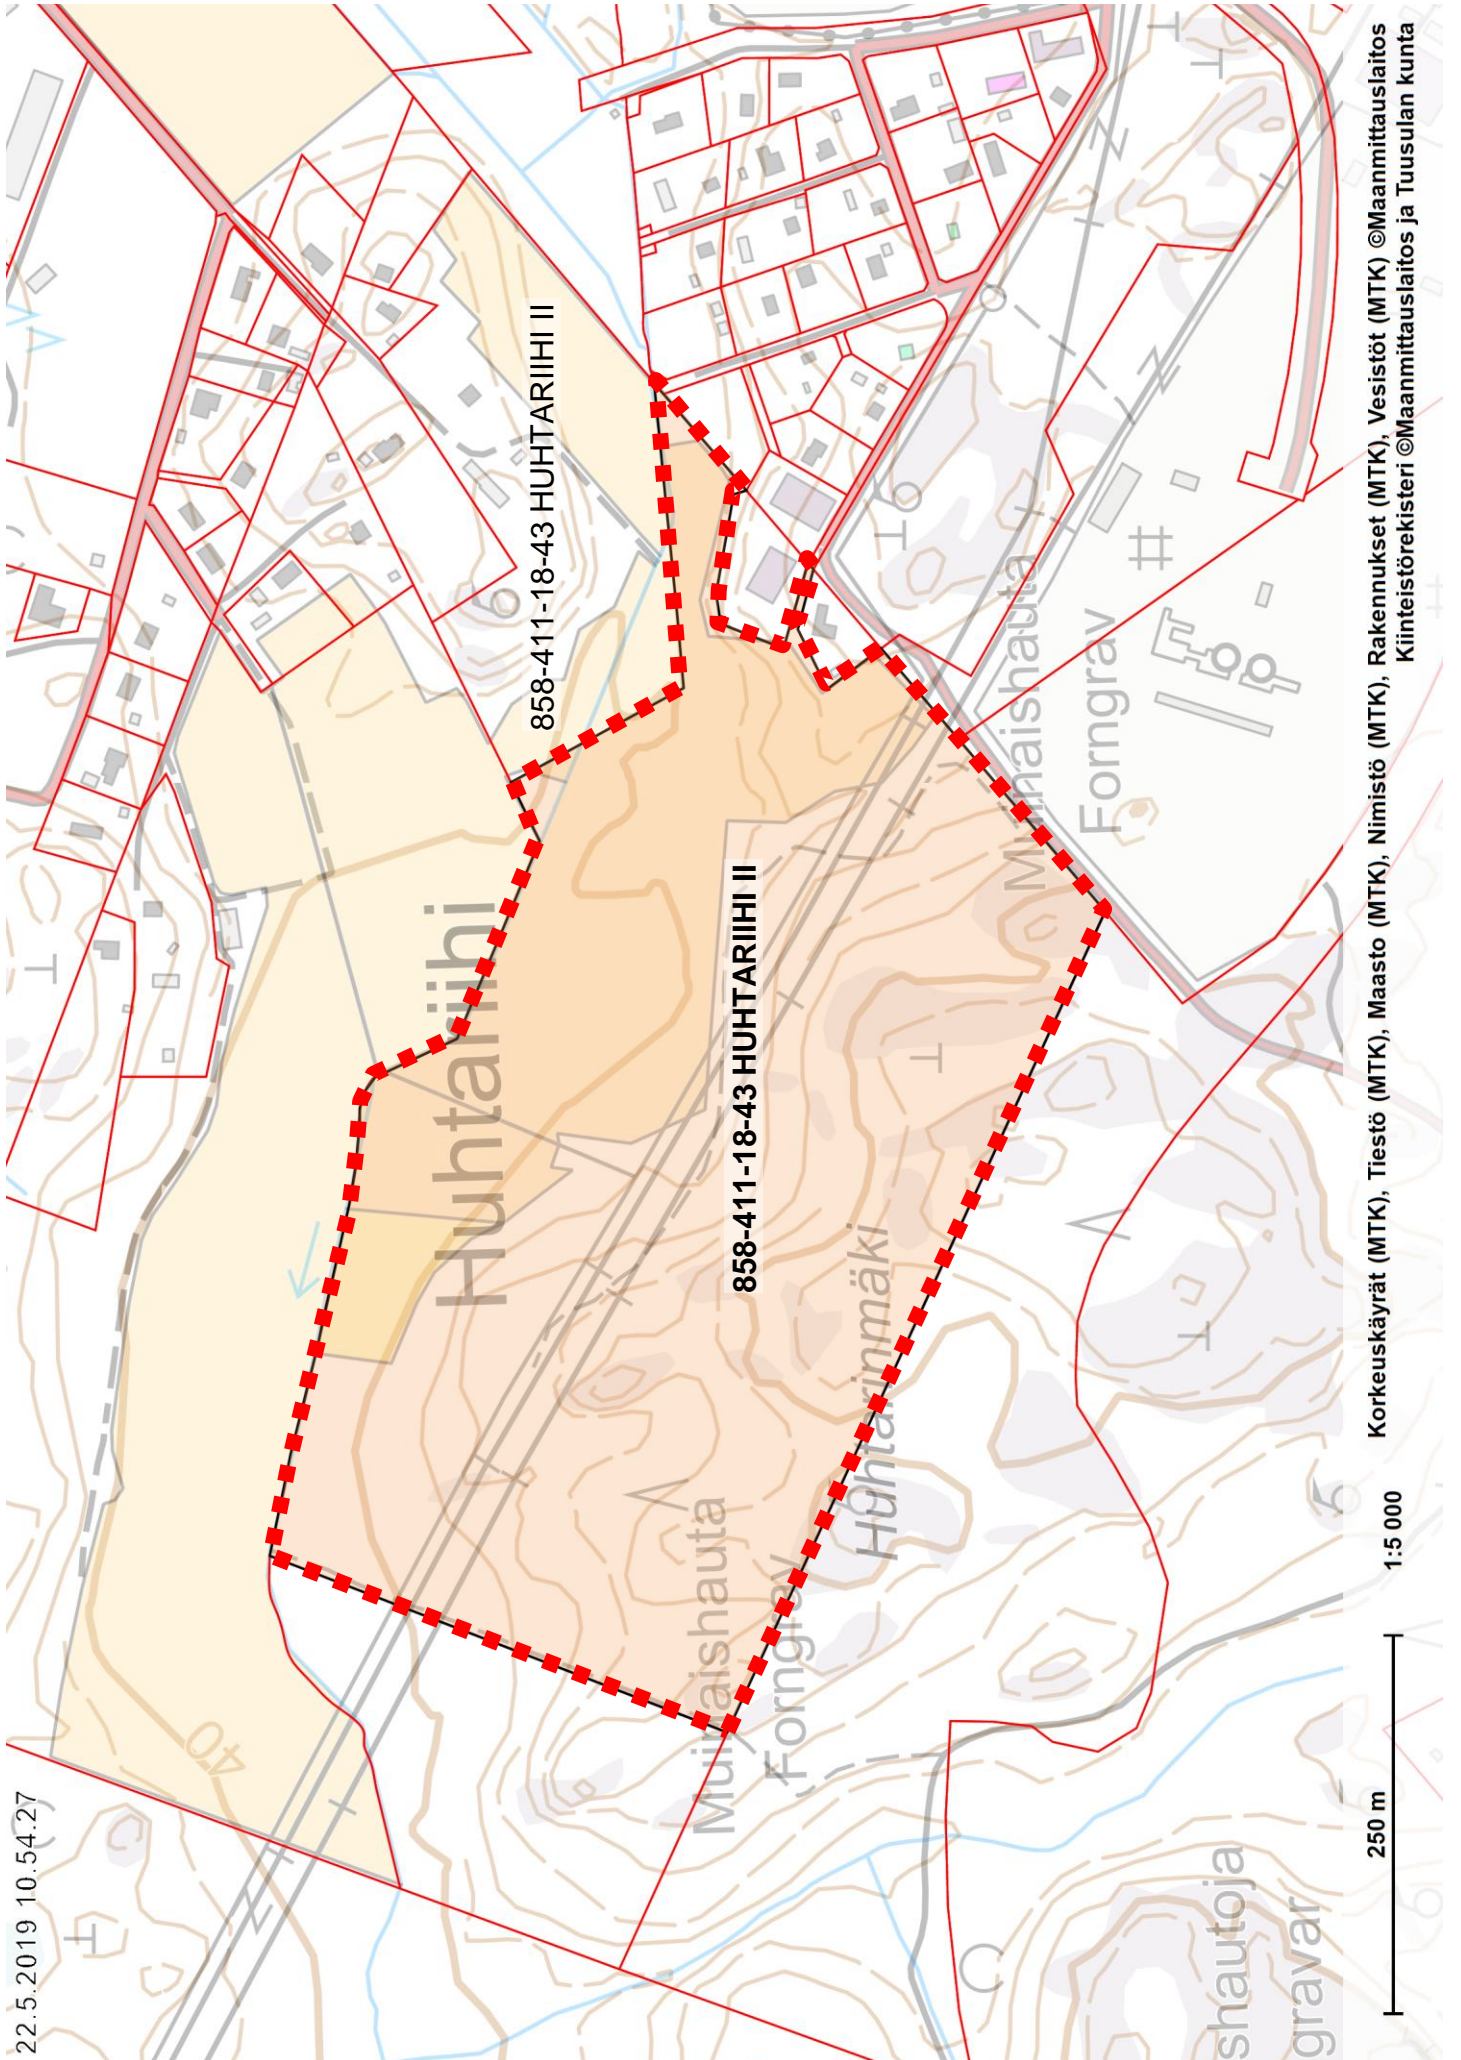 22.5.2019 10.54.27
858-411-18-43 HUHTARIIHI II
Huhtariihi
858-411-18-43 HUHTARIIHI II
Huhtarinmäki
Muinaishauta
Forngrav
Muinaishauta
Forngrav
40
shautoja
gravar
250 m
1:5 000
Korkeuskäyrät (MTK), Tiestö (MTK), Maasto (MTK), Nimistö (MTK), Rakennukset (MTK), Vesistöt (MTK) ©Maanmittauslaitos
Kiinteistörekisteri ©Maanmittauslaitos ja Tuusulan kunta